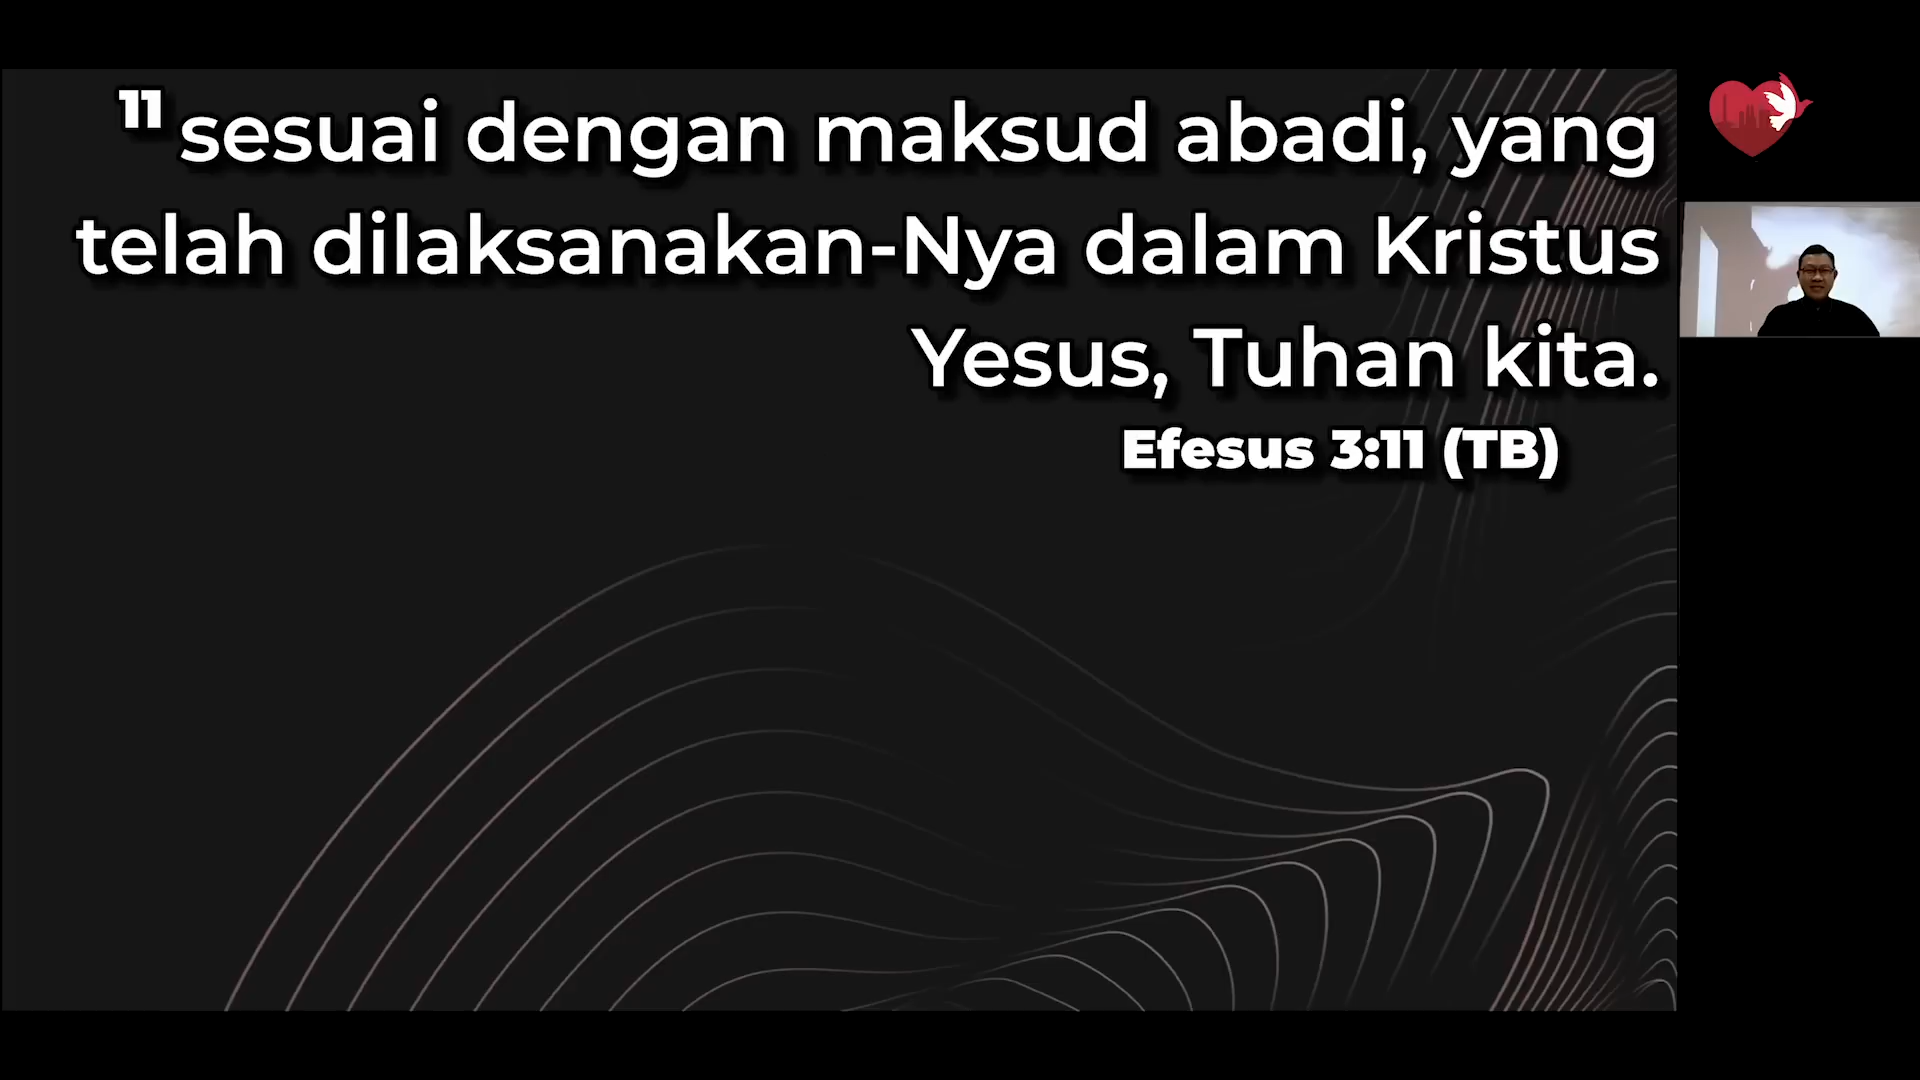 11 sesuai dengan maksud abadi, yang
telah dilaksanakan-Nya dalam Kristus
Yesus, Tuhan kita.
Efesus 3:11 (TB)